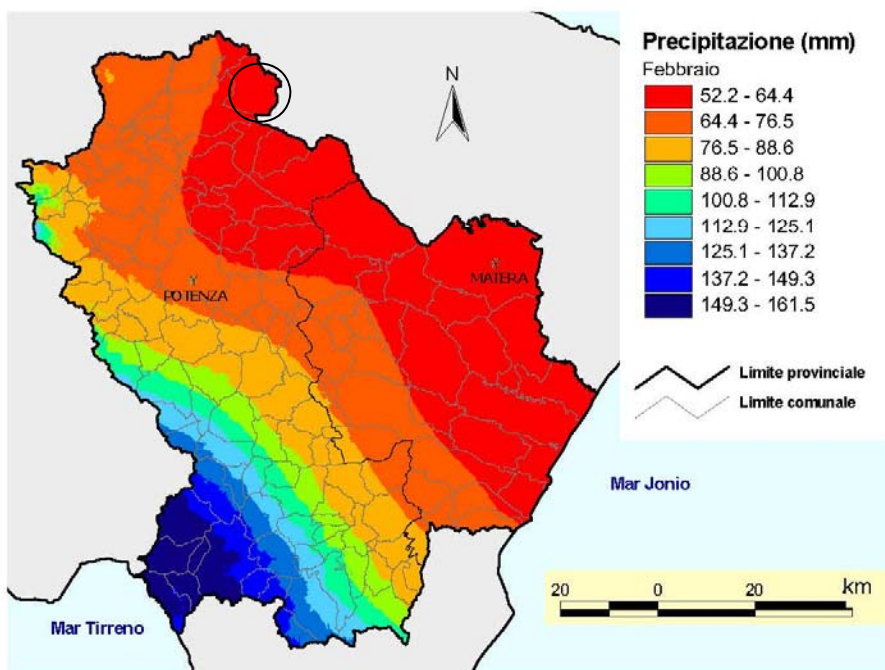 Precipitazione (mm)
Febbraio
52.2 - 64.4
64.4 - 76.5
76.5 - 88.6
88.6 - 100.8
100.8 - 112.9
112.9 - 125.1
125.1 - 137.2
137.2 - 149.3
149.3 - 161.5
N
POTENZA
MATERA
Limite provinciale
Limite comunale
Mar Jonio
Mar Tirreno
20 0 20 km